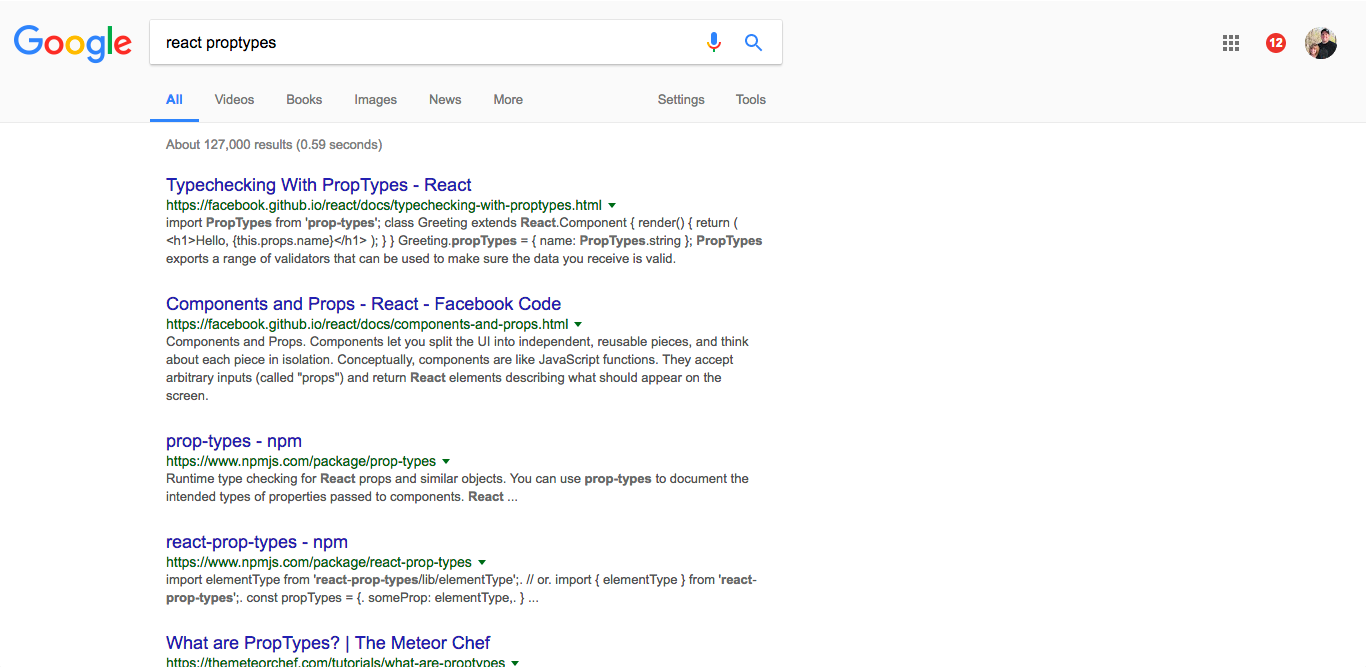 Google
react proptypes
12
All Videos Books Images News More Settings Tools
About 127,000 results (0.59 seconds)
Typechecking With PropTypes - React
https://facebook.github.io/react/docs/typechecking-with-proptypes.html
import PropTypes from 'prop-types'; class Greeting extends React.Component { render() { return (
<h1>Hello, {this.props.name}</h1> ); } } Greeting.propTypes = { name: PropTypes.string }; PropTypes
exports a range of validators that can be used to make sure the data you receive is valid.
Components and Props - React - Facebook Code
https://facebook.github.io/react/docs/components-and-props.html
Components and Props. Components let you split the UI into independent, reusable pieces, and think
about each piece in isolation. Conceptually, components are like JavaScript functions. They accept
arbitrary inputs (called "props") and return React elements describing what should appear on the
screen.
prop-types - npm
https://www.npmjs.com/package/prop-types
Runtime type checking for React props and similar objects. You can use prop-types to document the
intended types of properties passed to components. React ...
react-prop-types - npm
https://www.npmjs.com/package/react-prop-types
import elementType from 'react-prop-types/lib/elementType';. // or. import { elementType } from 'react-
prop-types';. const propTypes = {. someProp: elementType,. } ...
What are PropTypes? | The Meteor Chef
https://themeteorchef.com/tutorials/what-are-proptypes